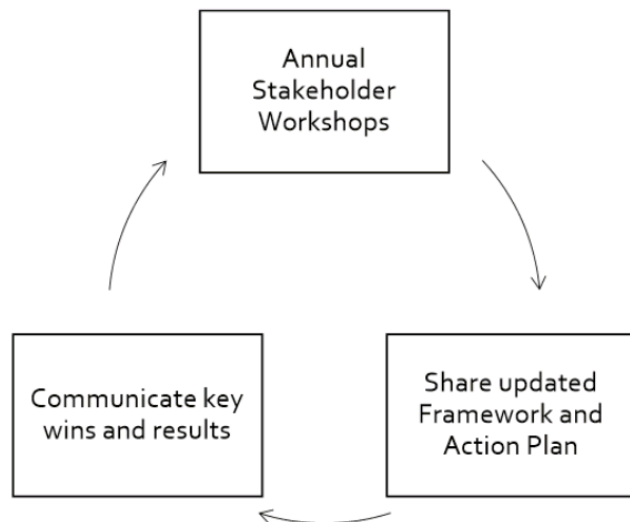 Annual
Stakeholder
Workshops
Communicate key
wins and results
Share updated
Framework and
Action Plan